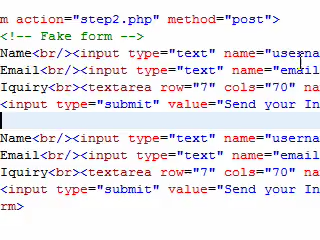 m action="step2.php" method="post">
<!-- Fake form -->
Name<br/><input type="text" name="userna
Email<br/><input type="text" name="email
Iquiry<br><textarea row="7" cols="70" na
<input type="submit" value="Send your In
Name<br/><input type="text" name="userna
Email<br/><input type="text" name="email
Iquiry<br><textarea row="7" cols="70" na
<input type="submit" value="Send your In
rm>